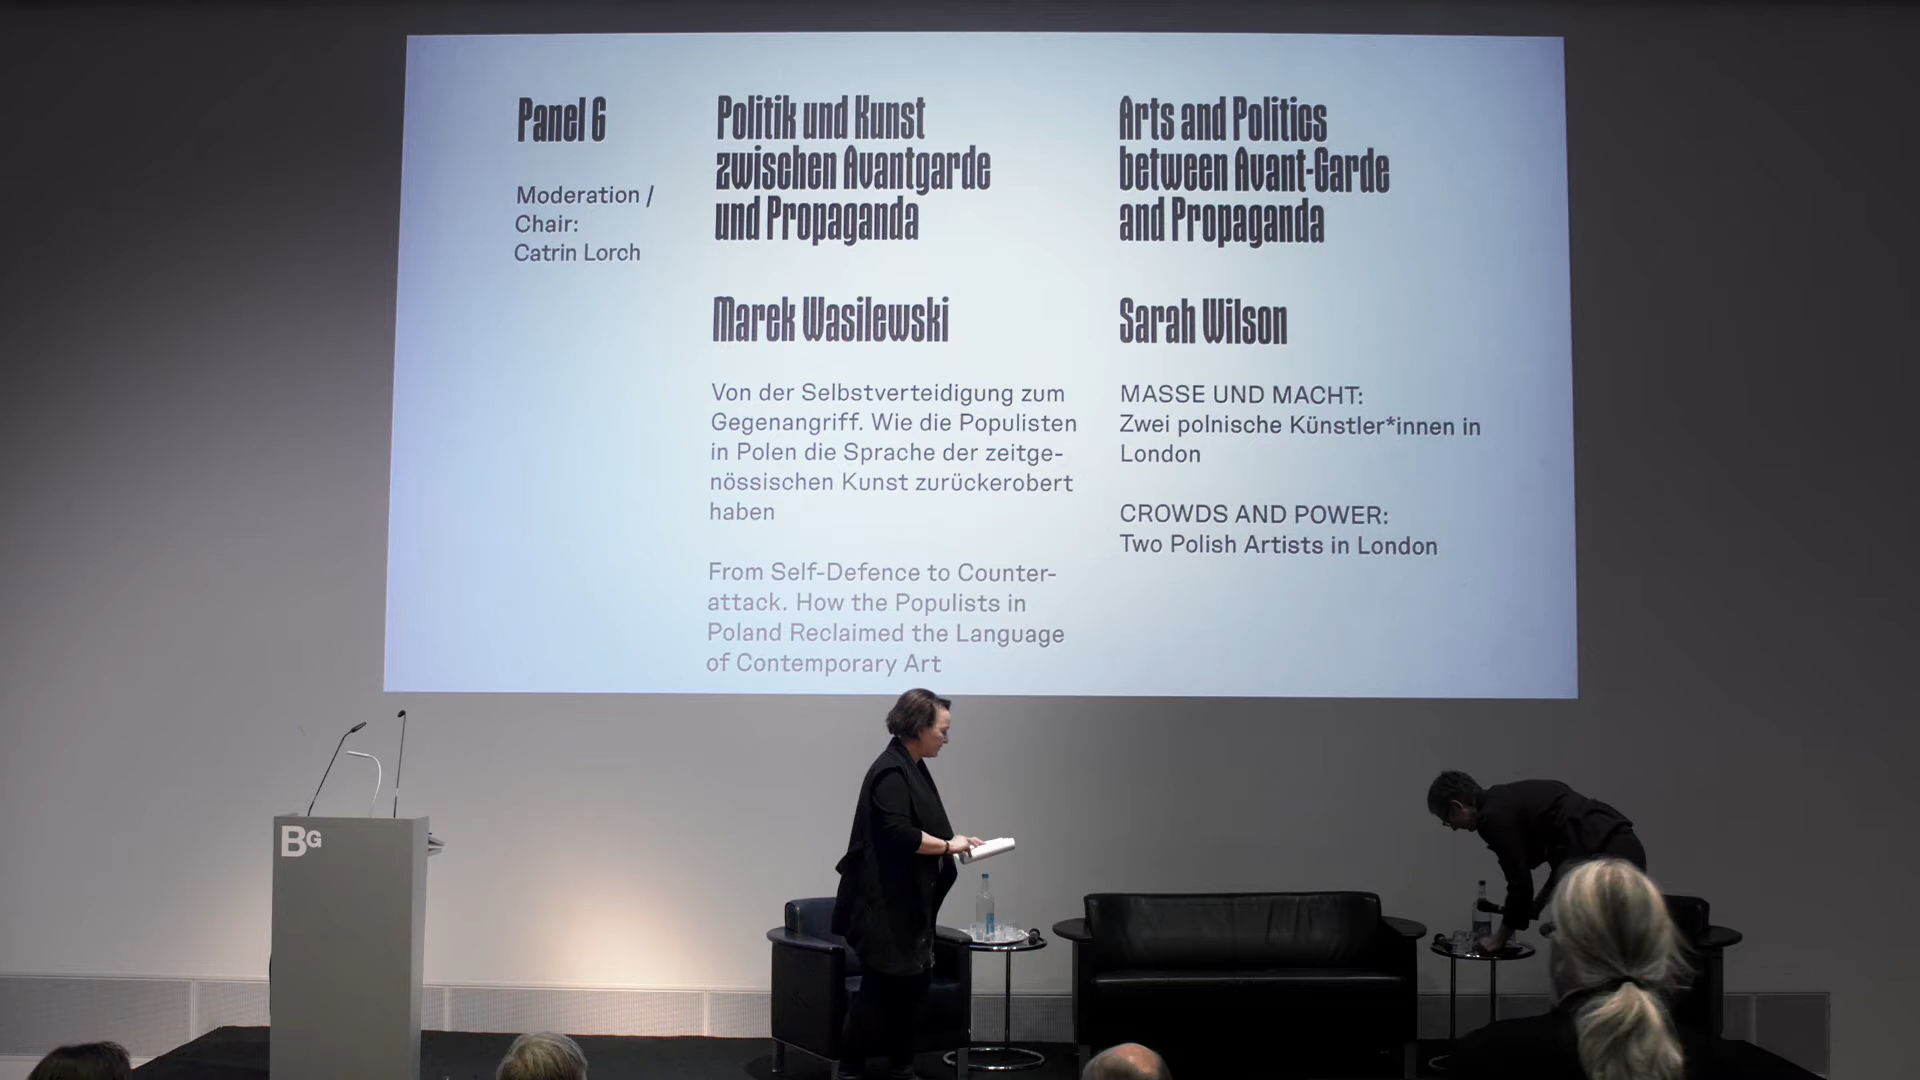 Panel 6
Moderation /
Chair:
Catrin Lorch
Politik und Kunst
zwischen Avantgarde
und Propaganda
Marek Wasilewski
Von der Selbstverteidigung zum
Gegenangriff. Wie die Populisten
in Polen die Sprache der zeitge-
nössischen Kunst zurückerobert
haben
From Self-Defence to Counter-
attack. How the Populists in
Poland Reclaimed the Language
of Contemporary Art
Arts and Politics
between Avant-Garde
and Propaganda
Sarah Wilson
MASSE UND MACHT:
Zwei polnische Künstler*innen in
London
CROWDS AND POWER:
Two Polish Artists in London
BG